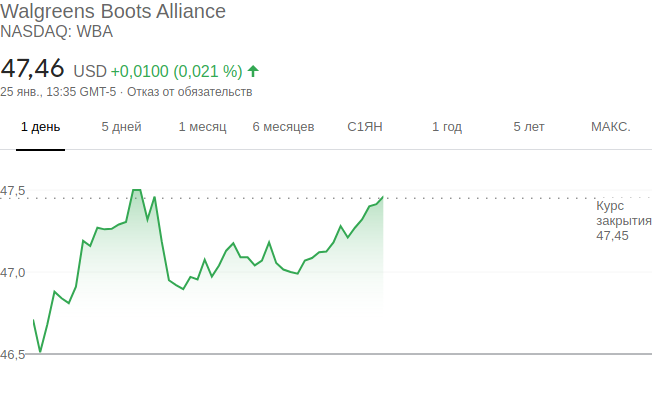 Walgreens Boots Alliance
NASDAQ: WBA
47,46 USD +0,0100 (0,021 %)
25 янв., 13:35 GMT-5 · Отказ от обязательств
1 день 5 дней 1 месяц 6 месяцев С1ЯН 1 год 5 лет МАКС.
47,5
Курс
закрытия
47,45
47,0
46,5